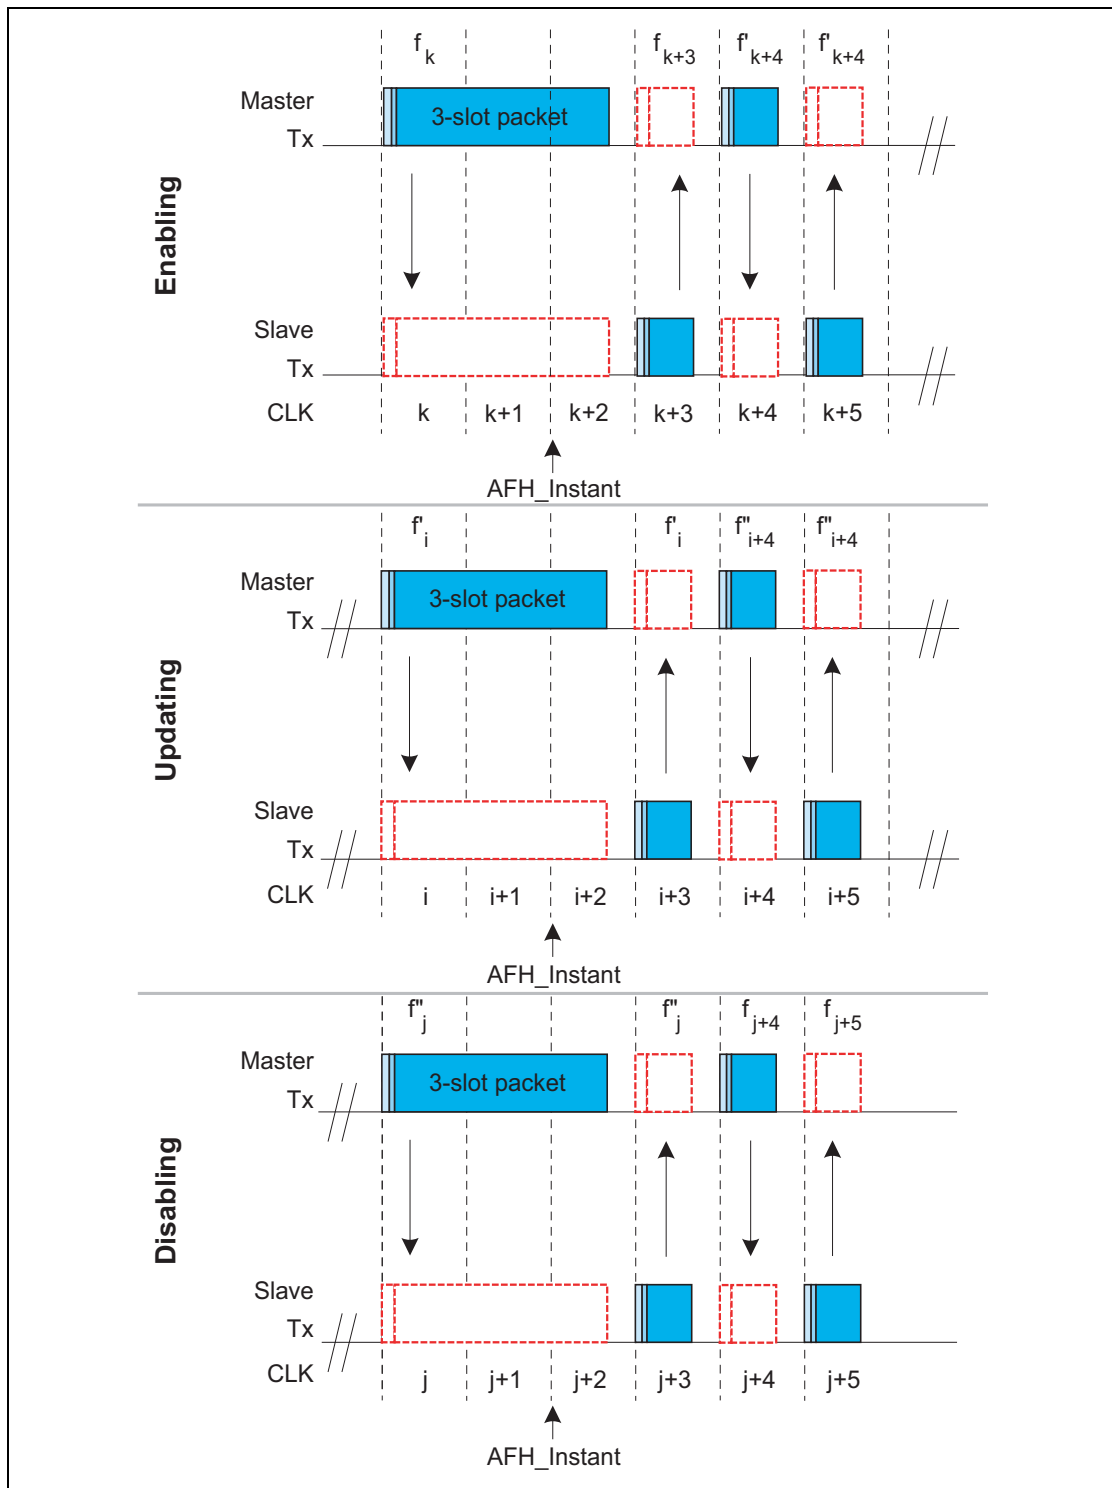 f k f k+3 f' k+4 f' k+4
Master
Tx
3-slot packet
Enabling
Slave
Tx
CLK k k+1 k+2 k+3 k+4 k+5
AFH_Instant
f' i f' i f" i+4 f" i+4
Master
Tx
3-slot packet
Updating
Slave
Tx
CLK i i+1 i+2 i+3 i+4 i+5
AFH_Instant
f" j f" j f j+4 f j+5
Master
Tx
3-slot packet
Disabling
Slave
Tx
CLK j j+1 j+2 j+3 j+4 j+5
AFH_Instant